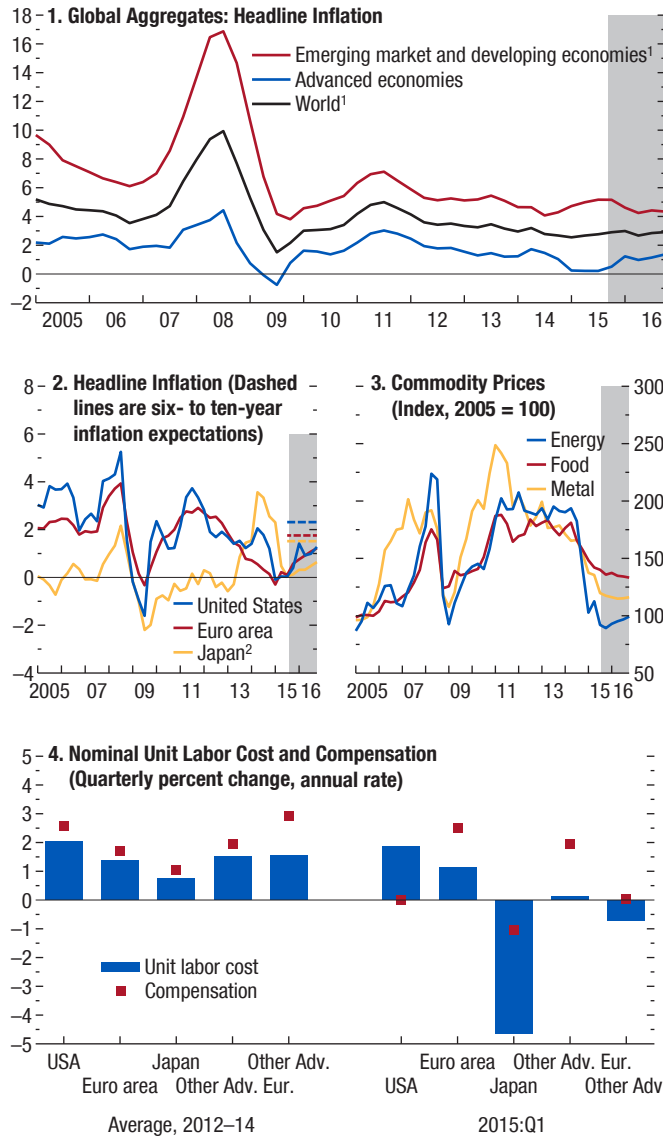 1. Global Aggregates: Headline Inflation
18
16
14
12
10
8
6
4
2
0
–2
Emerging market and developing economies¹
Advanced economies
World¹
2005 06 07 08 09 10 11 12 13 14 15 16
2. Headline Inflation (Dashed
lines are six- to ten-year
inflation expectations)
8
6
4
2
0
–2
–4
United States
Euro area
Japan²
2005 07 09 11 13 15 16
3. Commodity Prices
(Index, 2005 = 100)
Energy
Food
Metal
300
250
200
150
100
50
2005 07 09 11 13 15 16
4. Nominal Unit Labor Cost and Compensation
(Quarterly percent change, annual rate)
5
4
3
2
1
0
–1
–2
–3
–4
–5
Unit labor cost
Compensation
USA Japan Other Adv. Euro area Other Adv. Eur.
Euro area Other Adv. Eur. USA Japan Other Adv.
Average, 2012–14 2015:Q1